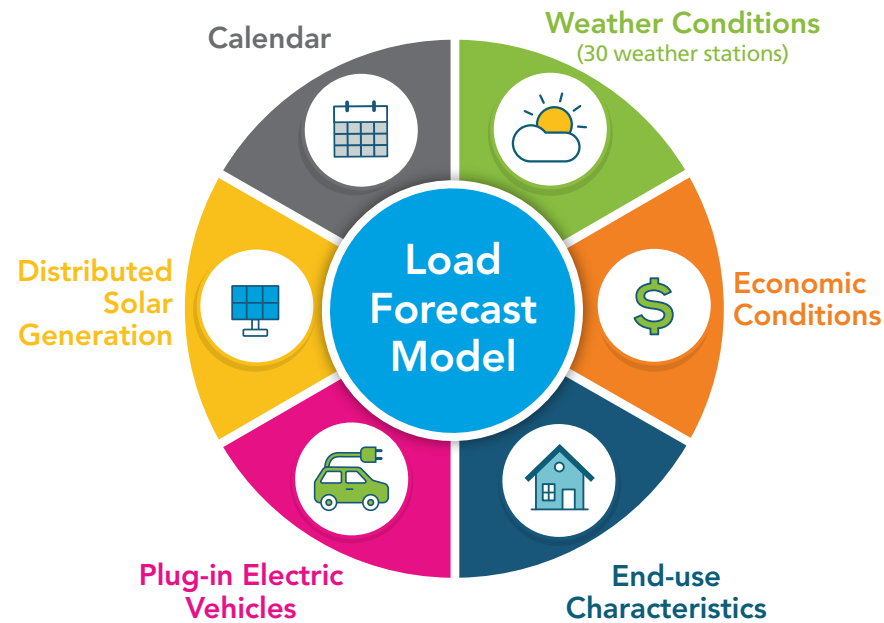 Calendar
Weather Conditions
(30 weather stations)
Distributed
Solar
Generation
Load
Forecast
Model
Economic
Conditions
$
Plug-in Electric
Vehicles
End-use
Characteristics